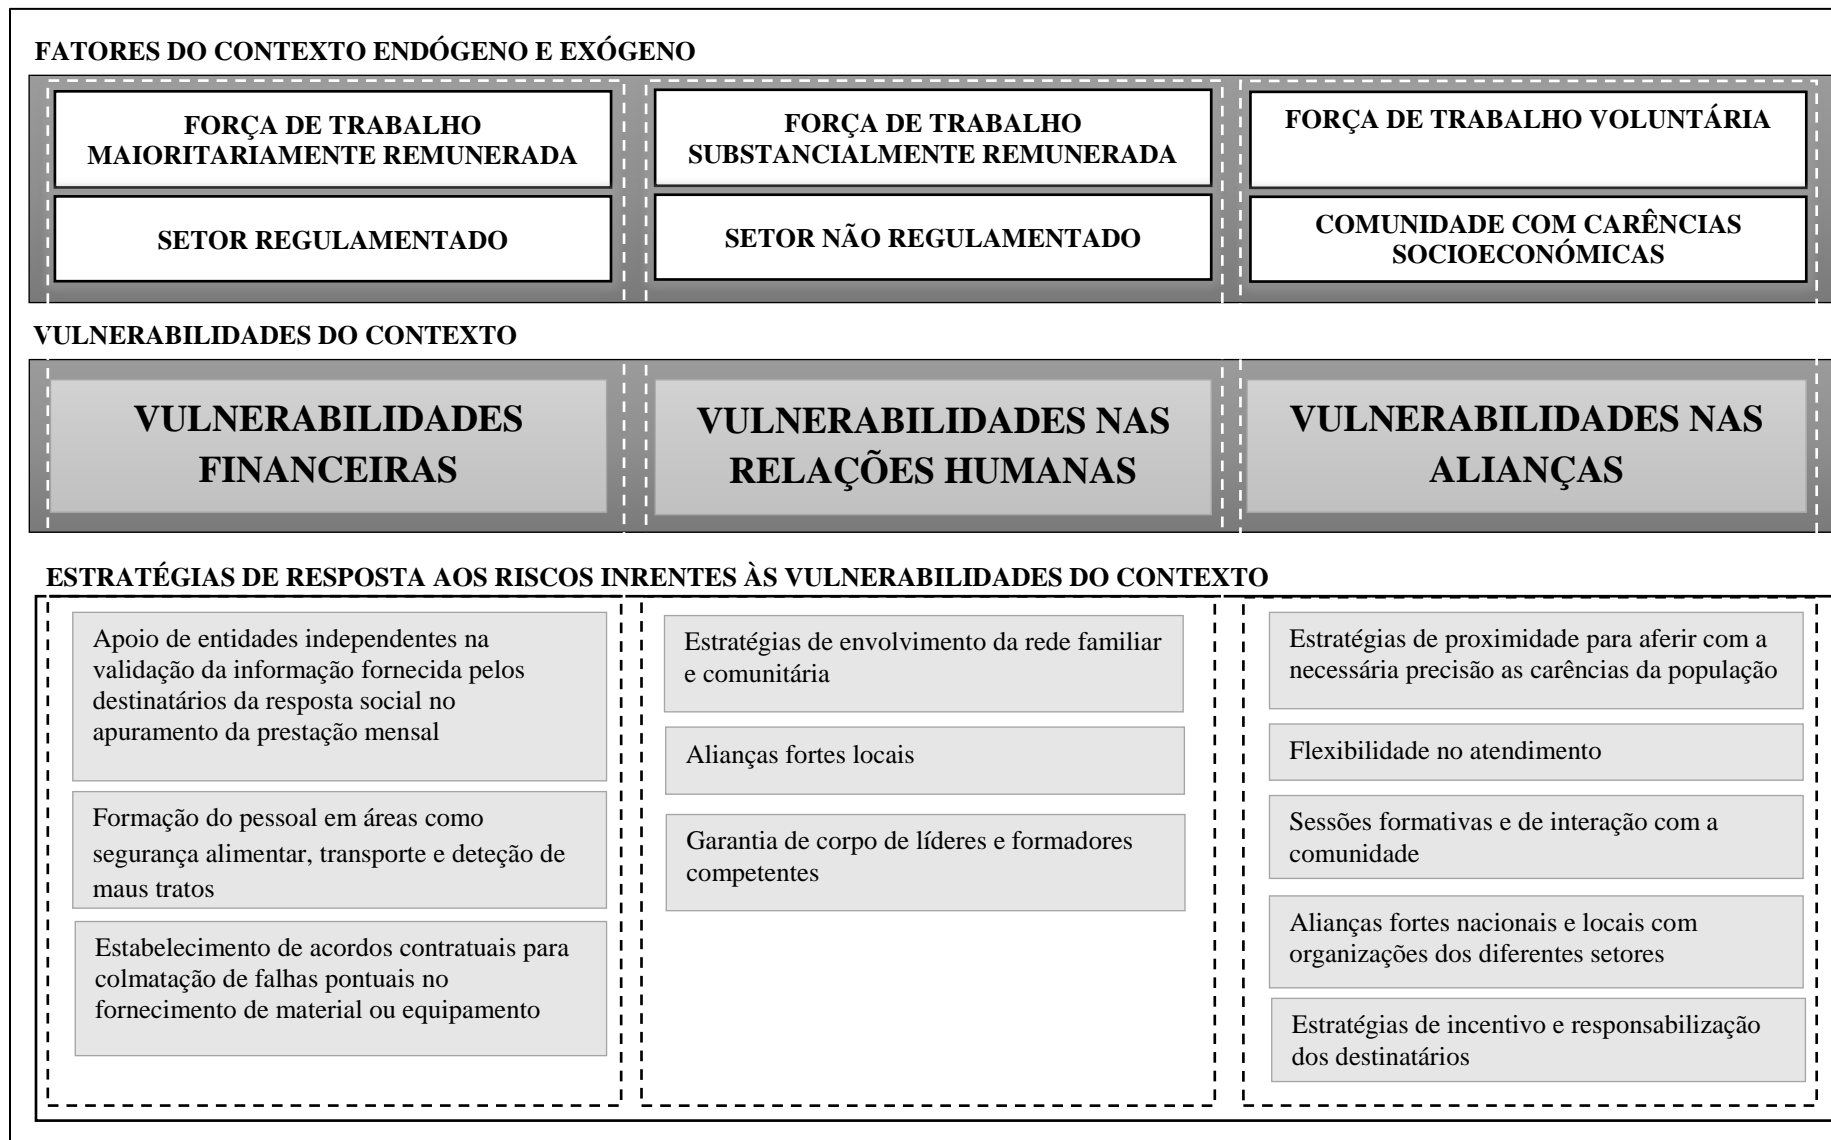 FATORES DO CONTEXTO ENDÓGENO E EXÓGENO
FORÇA DE TRABALHO
MAIORITARIAMENTE REMUNERADA
FORÇA DE TRABALHO
SUBSTANCIALMENTE REMUNERADA
FORÇA DE TRABALHO VOLUNTÁRIA
SETOR REGULAMENTADO
SETOR NÃO REGULAMENTADO
COMUNIDADE COM CARÊNCIAS
SOCIOECONÓMICAS
VULNERABILIDADES DO CONTEXTO
VULNERABILIDADES
FINANCEIRAS
VULNERABILIDADES NAS
RELAÇÕES HUMANAS
VULNERABILIDADES NAS
ALIANÇAS
ESTRATÉGIAS DE RESPOSTA AOS RISCOS INRENTES ÀS VULNERABILIDADES DO CONTEXTO
Apoio de entidades independentes na
validação da informação fornecida pelos
destinatários da resposta social no
apuramento da prestação mensal
Formação do pessoal em áreas como
segurança alimentar, transporte e deteção de
maus tratos
Estabelecimento de acordos contratuais para
colmatação de falhas pontuais no
fornecimento de material ou equipamento
Estratégias de envolvimento da rede familiar
e comunitária
Alianças fortes locais
Garantia de corpo de líderes e formadores
competentes
Estratégias de proximidade para aferir com a
necessária precisão as carências da população
Flexibilidade no atendimento
Sessões formativas e de interação com a
comunidade
Alianças fortes nacionais e locais com
organizações dos diferentes setores
Estratégias de incentivo e responsabilização
dos destinatários